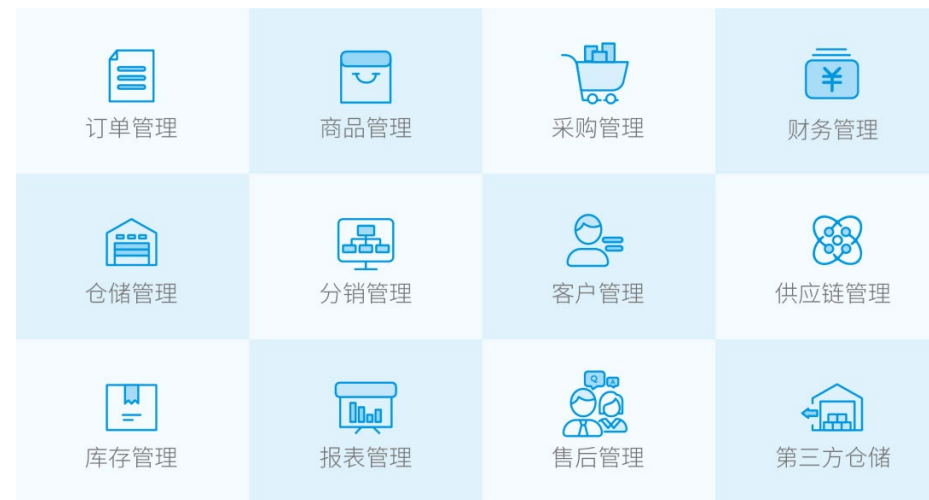 订单管理
商品管理
采购管理
财务管理
仓储管理
分销管理
客户管理
供应链管理
库存管理
报表管理
Q
A
售后管理
第三方仓储